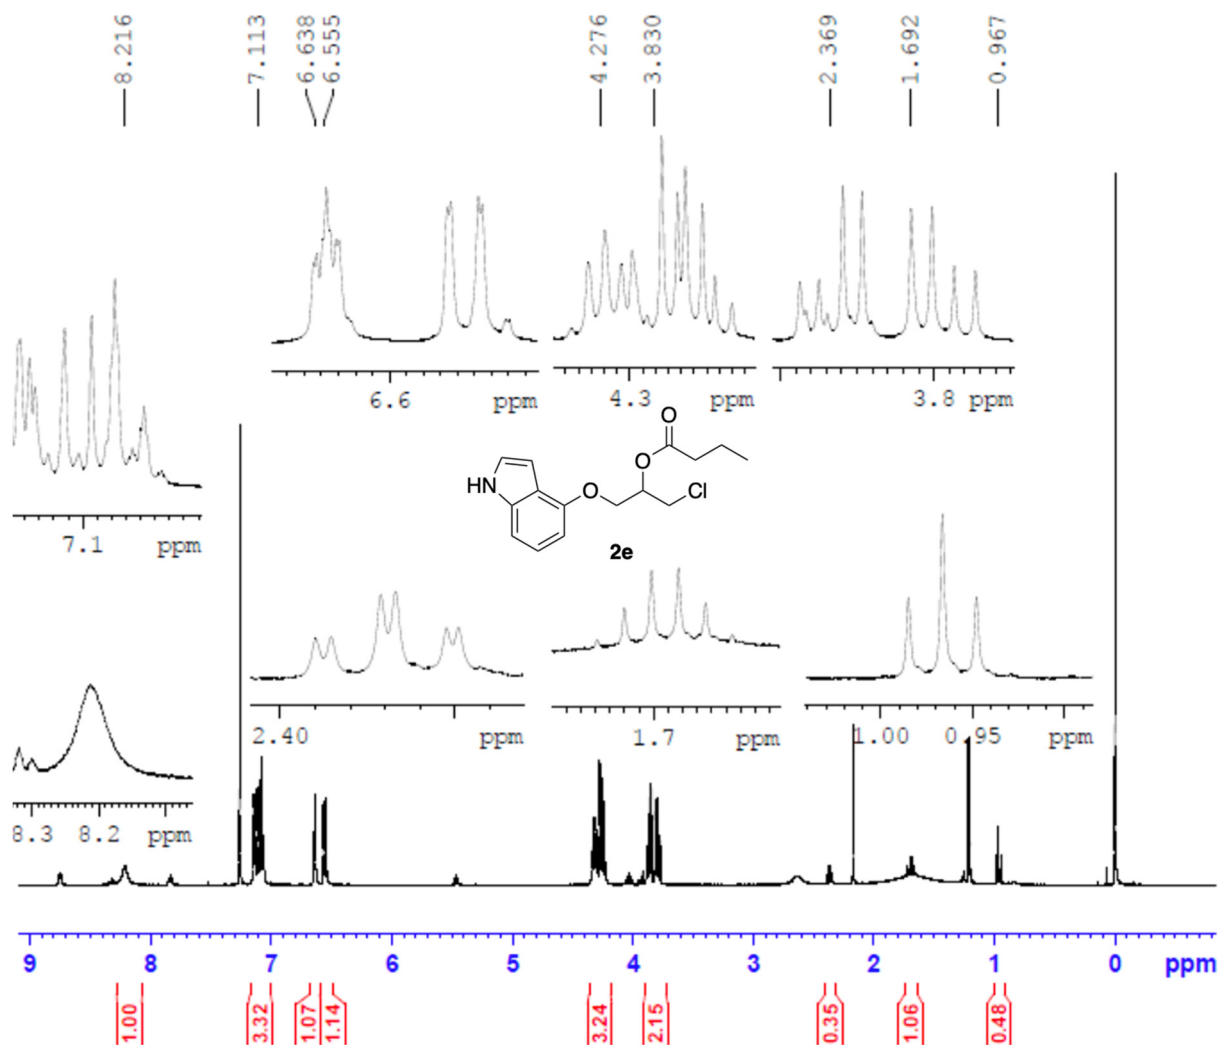 8.216
7.113
6.638
6.555
4.276
3.830
2.369
1.692
0.967
6.6 ppm
4.3 ppm
3.8 ppm
7.1 ppm
O
O
HN
O
Cl
2e
2.40 ppm
1.7 ppm
1.00 0.95 ppm
8.3 8.2 ppm
9 8 7 6 5 4 3 2 1 0 ppm
1.00
3.32
1.07
1.14
3.24
2.15
0.35
1.06
0.48